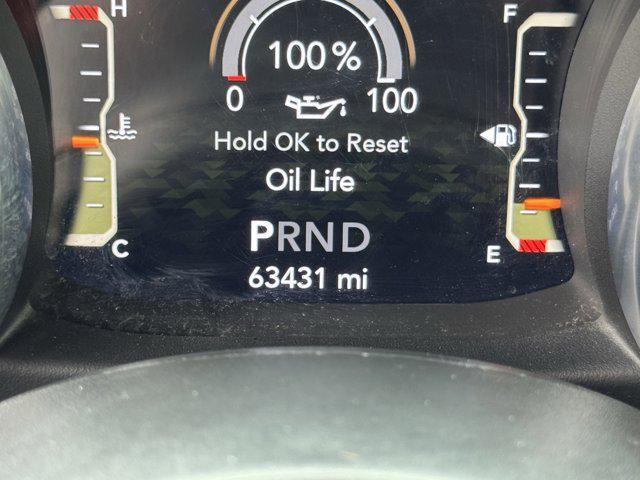 H
F
100%
0
100
Hold OK to Reset
Oil Life
PRND
C
E
63431 mi